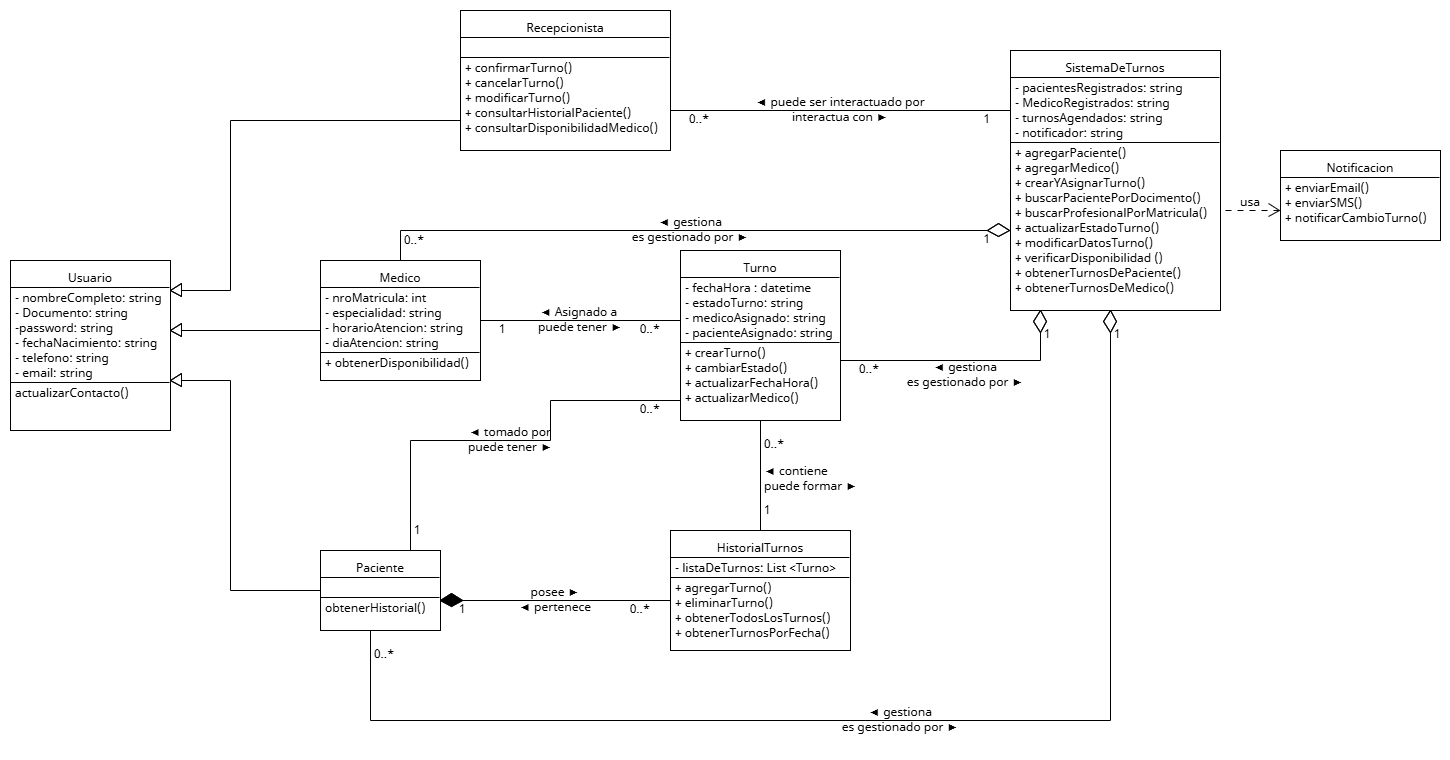 Recepcionista
+ confirmarTurno()
+ cancelarTurno()
+ modificarTurno()
+ consultarHistorialPaciente()
+ consultarDisponibilidadMedico()
◄ puede ser interactuado por
interactua con ►
0..*
1
SistemaDeTurnos
- pacientesRegistrados: string
- MedicoRegistrados: string
- turnosAgendados: string
- notificador: string
+ agregarPaciente()
+ agregarMedico()
+ crearYAsignarTurno()
+ buscarPacientePorDocimento()
+ buscarProfesionalPorMatricula()
+ actualizarEstadoTurno()
+ modificarDatosTurno()
+ verificarDisponibilidad ()
+ obtenerTurnosDePaciente()
+ obtenerTurnosDeMedico()
usa
Notificacion
+ enviarEmail()
+ enviarSMS()
+ notificarCambioTurno()
◄ gestiona
es gestionado por ►
0..*
1
Usuario
- nombreCompleto: string
- Documento: string
-password: string
- fechaNacimiento: string
- telefono: string
- email: string
actualizarContacto()
Medico
- nroMatricula: int
- especialidad: string
- horarioAtencion: string
- diaAtencion: string
+ obtenerDisponibilidad()
◄ Asignado a
puede tener ►
1
0..*
Turno
- fechaHora : datetime
- estadoTurno: string
- medicoAsignado: string
- pacienteAsignado: string
+ crearTurno()
+ cambiarEstado()
+ actualizarFechaHora()
+ actualizarMedico()
1
1
0..*
◄ gestiona
es gestionado por ►
0..*
◄ tomado por
puede tener ►
1
0..*
◄ contiene
puede formar ►
1
Paciente
obtenerHistorial()
posee ►
◄ pertenece
1
0..*
HistorialTurnos
- listaDeTurnos: List <Turno>
+ agregarTurno()
+ eliminarTurno()
+ obtenerTodosLosTurnos()
+ obtenerTurnosPorFecha()
0..*
◄ gestiona
es gestionado por ►